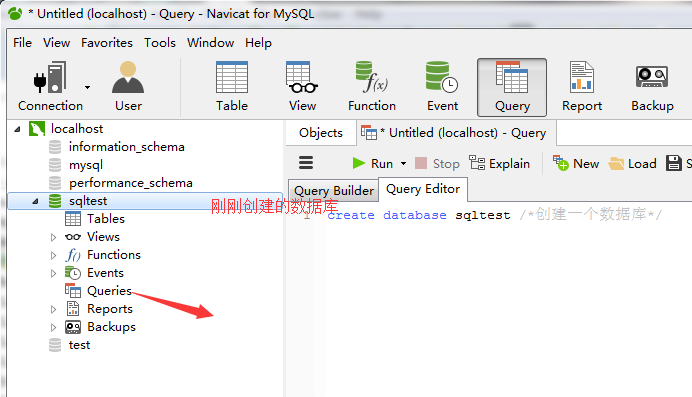 * Untitled (localhost) - Query - Navicat for MySQL
File View Favorites Tools Window Help
Connection User Table View Function Event Query Report Backup
localhost
information_schema
mysql
performance_schema
sqltest
Tables
Views
Functions
Events
Queries
Reports
Backups
test
刚刚创建的数据库
Objects * Untitled (localhost) - Query
Run Stop Explain New Load S
Query Builder Query Editor
1 create database sqltest /*创建一个数据库*/